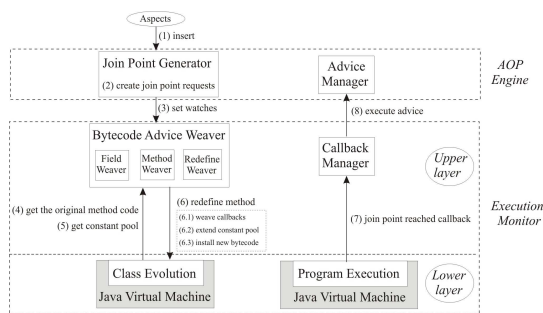 Aspects
(1) insert
Join Point Generator
(2) create join point requests
Advice
Manager
AOP
Engine
(3) set watches
(8) execute advice
Bytecode Advice Weaver
Field
Weaver
Method
Weaver
Redefine
Weaver
Callback
Manager
Upper
layer
(4) get the original method code
(5) get constant pool
(6) redefine method
(6.1) weave callbacks
(6.2) extend constant pool
(6.3) install new bytecode
(7) join point reached callback
Execution
Monitor
Class Evolution
Java Virtual Machine
Program Execution
Java Virtual Machine
Lower
layer